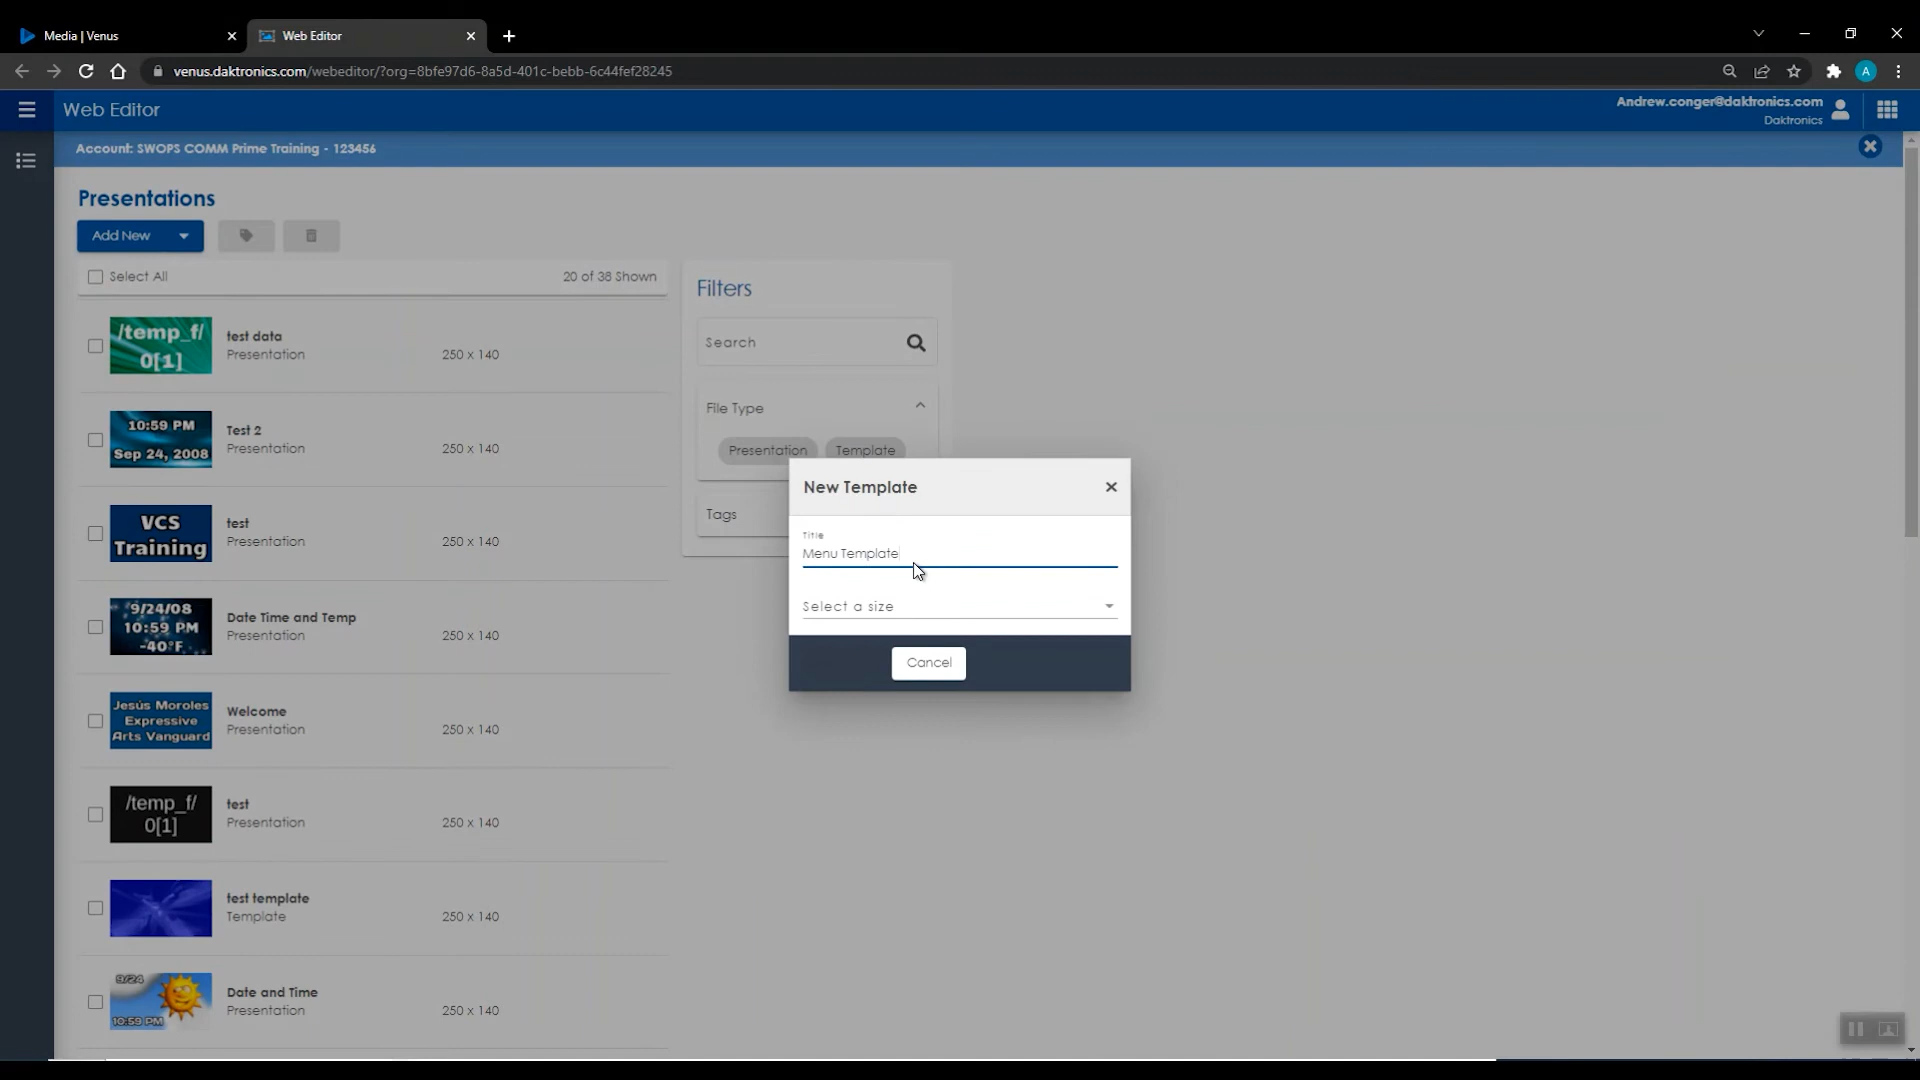 Media | Venus
Web Editor
venus.daktronics.com/webeditor/?org=8bfe97d6-8a5d-401c-bebb-6c44fef28245
A
Web Editor
Andrew.conger@daktronics.com
Daktronics
Account: SWOPS COMM Prime Training - 123456
Presentations
Add New
Select All
20 of 38 Shown
Filters
Search
File Type
Presentation
Template
Tags
/temp_f/
0[1]
test data
Presentation
250 x 140
10:59 PM
Sep 24, 2008
Test 2
Presentation
250 x 140
VCS
Training
test
Presentation
250 x 140
9/24/08
10:59 PM
-40°F
Date Time and Temp
Presentation
250 x 140
Jesús Moroles
Expressive
Arts Vanguard
Welcome
Presentation
250 x 140
/temp_f/
0[1]
test
Presentation
250 x 140
test template
Template
250 x 140
9/24
10:59 PM
Date and Time
Presentation
250 x 140
New Template
Title
Menu Template
Select a size
Cancel